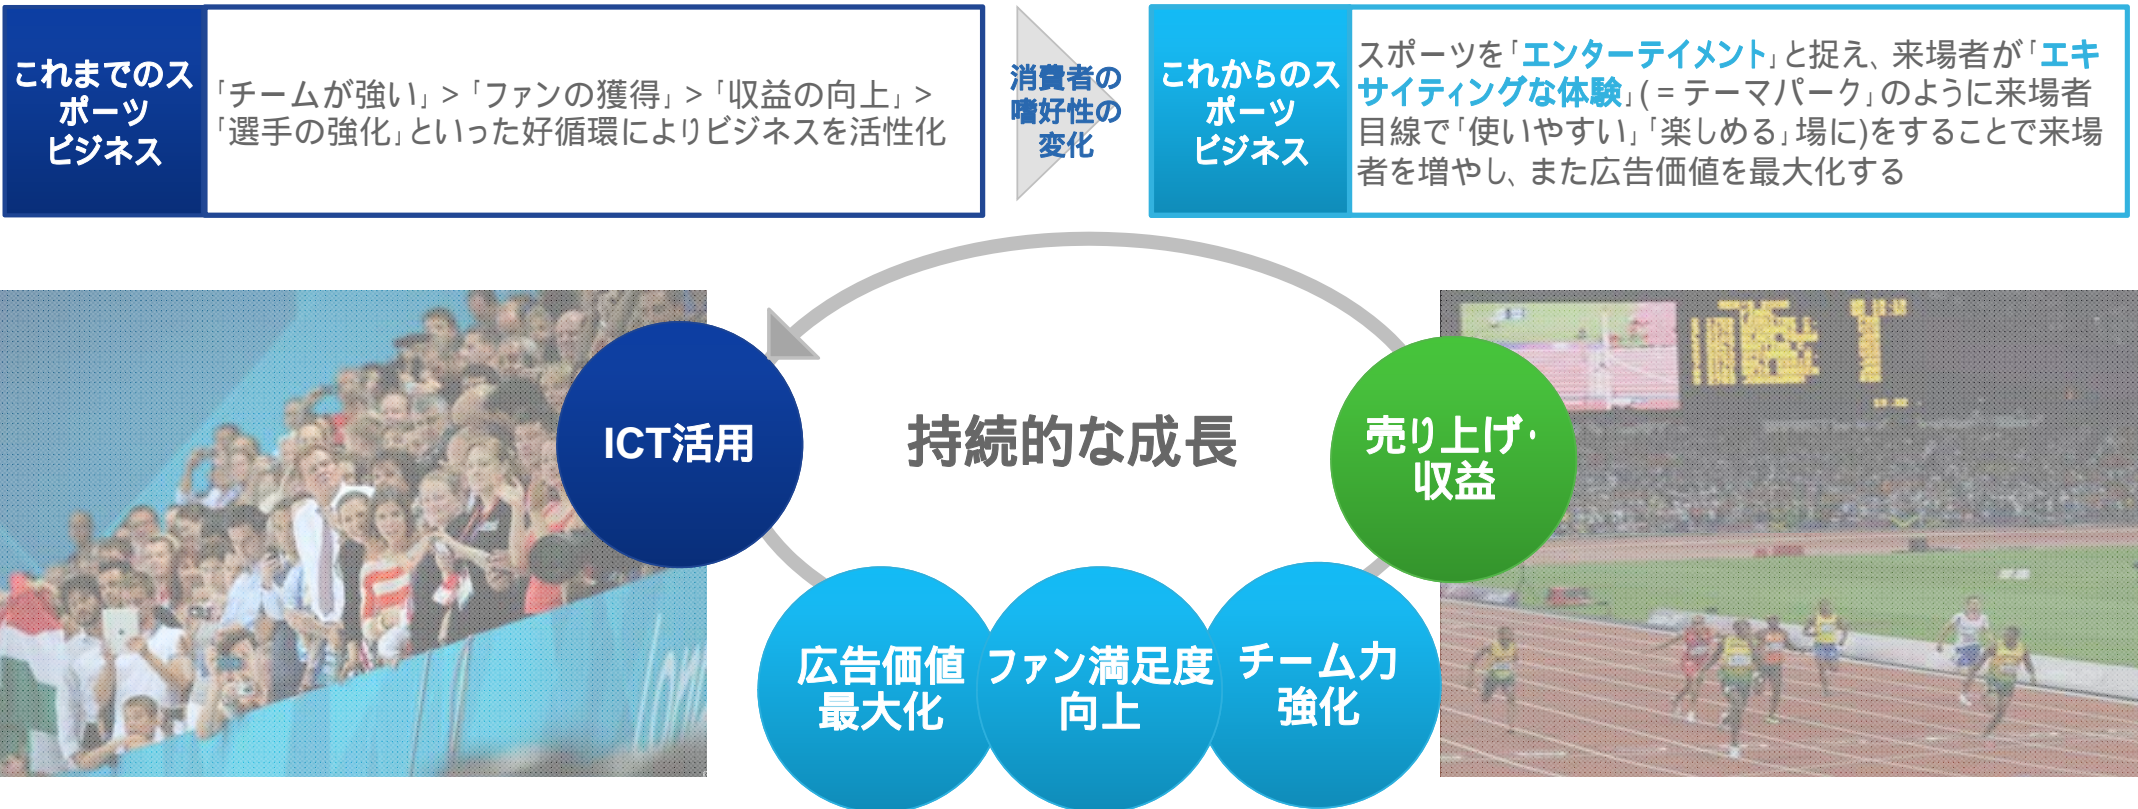 これまでのス
ポーツ
ビジネス
「チームが強い」>「ファンの獲得」>「収益の向上」>
「選手の強化」といった好循環によりビジネスを活性化
消費者の
嗜好性の
変化
これからのス
ポーツ
ビジネス
スポーツを「エンターテイメント」と捉え、来場者が「エキ
サイティングな体験」(=テーマパーク」のように来場者
目線で「使いやすい」「楽しめる」場に)をすることで来場
者を増やし、また広告価値を最大化する
ICT活用
持続的な成長
売り上げ・
収益
広告価値
最大化
ファン満足度
向上
チーム力
強化